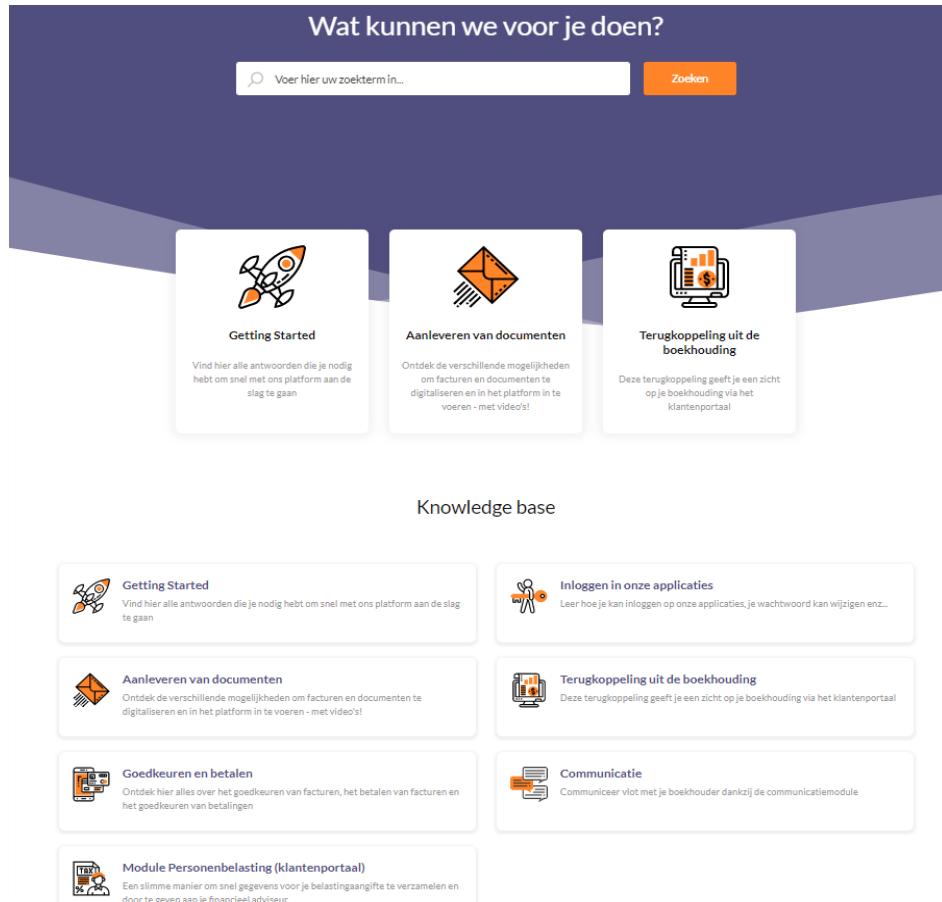 Wat kunnen we voor je doen?
Voer hier uw zoekterm in...
Zoeken
Getting Started
Vind hier alle antwoorden die je nodig
hebt om snel met ons platform aan de
slag te gaan
Aanleveren van documenten
Ontdek de verschillende mogelijkheden
om facturen en documenten te
digitaliseren en in het platform in te
voeren - met video's!
Terugkoppeling uit de
boekhouding
Deze terugkoppeling geeft je een zicht
op je boekhouding via het
klantenportaal
Knowledge base
Getting Started
Vind hier alle antwoorden die je nodig hebt om snel met ons platform aan de slag
te gaan
Inloggen in onze applicaties
Leer hoe je kan inloggen op onze applicaties, je wachtwoord kan wijzigen enz...
Aanleveren van documenten
Ontdek de verschillende mogelijkheden om facturen en documenten te
digitaliseren en in het platform in te voeren - met video's!
Terugkoppeling uit de boekhouding
Deze terugkoppeling geeft je een zicht op je boekhouding via het klantenportaal
Goedkeuren en betalen
Ontdek hier alles over het goedkeuren van facturen, het betalen van facturen en
het goedkeuren van betalingen
Communicatie
Communiceer vlot met je boekhouder dankzij de communicatiemodule
TAX
%
Module Personenbelasting (klantenportaal)
Een slimme manier om snel gegevens voor je belastingaangifte te verzamelen en
door te geven aan je financieel adviseur